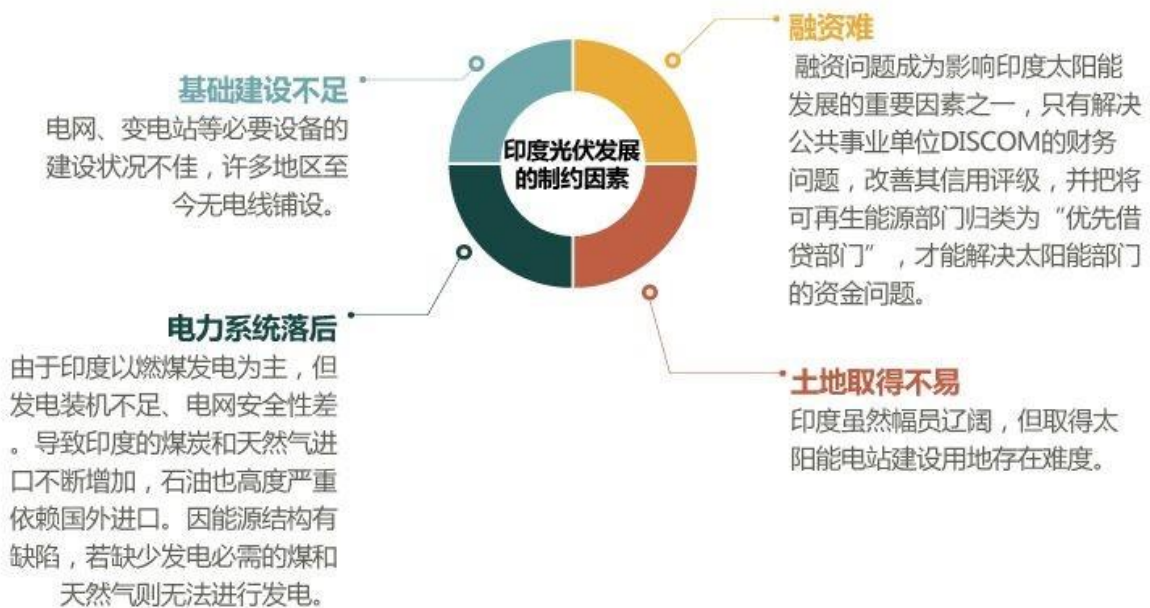 印度光伏发展
的制约因素
基础建设不足
电网、变电站等必要设备的
建设状况不佳，许多地区至
今无电线铺设。
融资难
融资问题成为影响印度太阳能
发展的重要因素之一，只有解决
公共事业单位DISCOM的财务
问题，改善其信用评级，并把将
可再生能源部门归类为“优先借
贷部门”，才能解决太阳能部门
的资金问题。
电力系统落后
由于印度以燃煤发电为主，但
发电装机不足、电网安全性差
。导致印度的煤炭和天然气进
口不断增加，石油也高度严重
依赖国外进口。因能源结构有
缺陷，若缺少发电必需的煤和
天然气则无法进行发电。
土地取得不易
印度虽然幅员辽阔，但取得太
阳能电站建设用地存在难度。